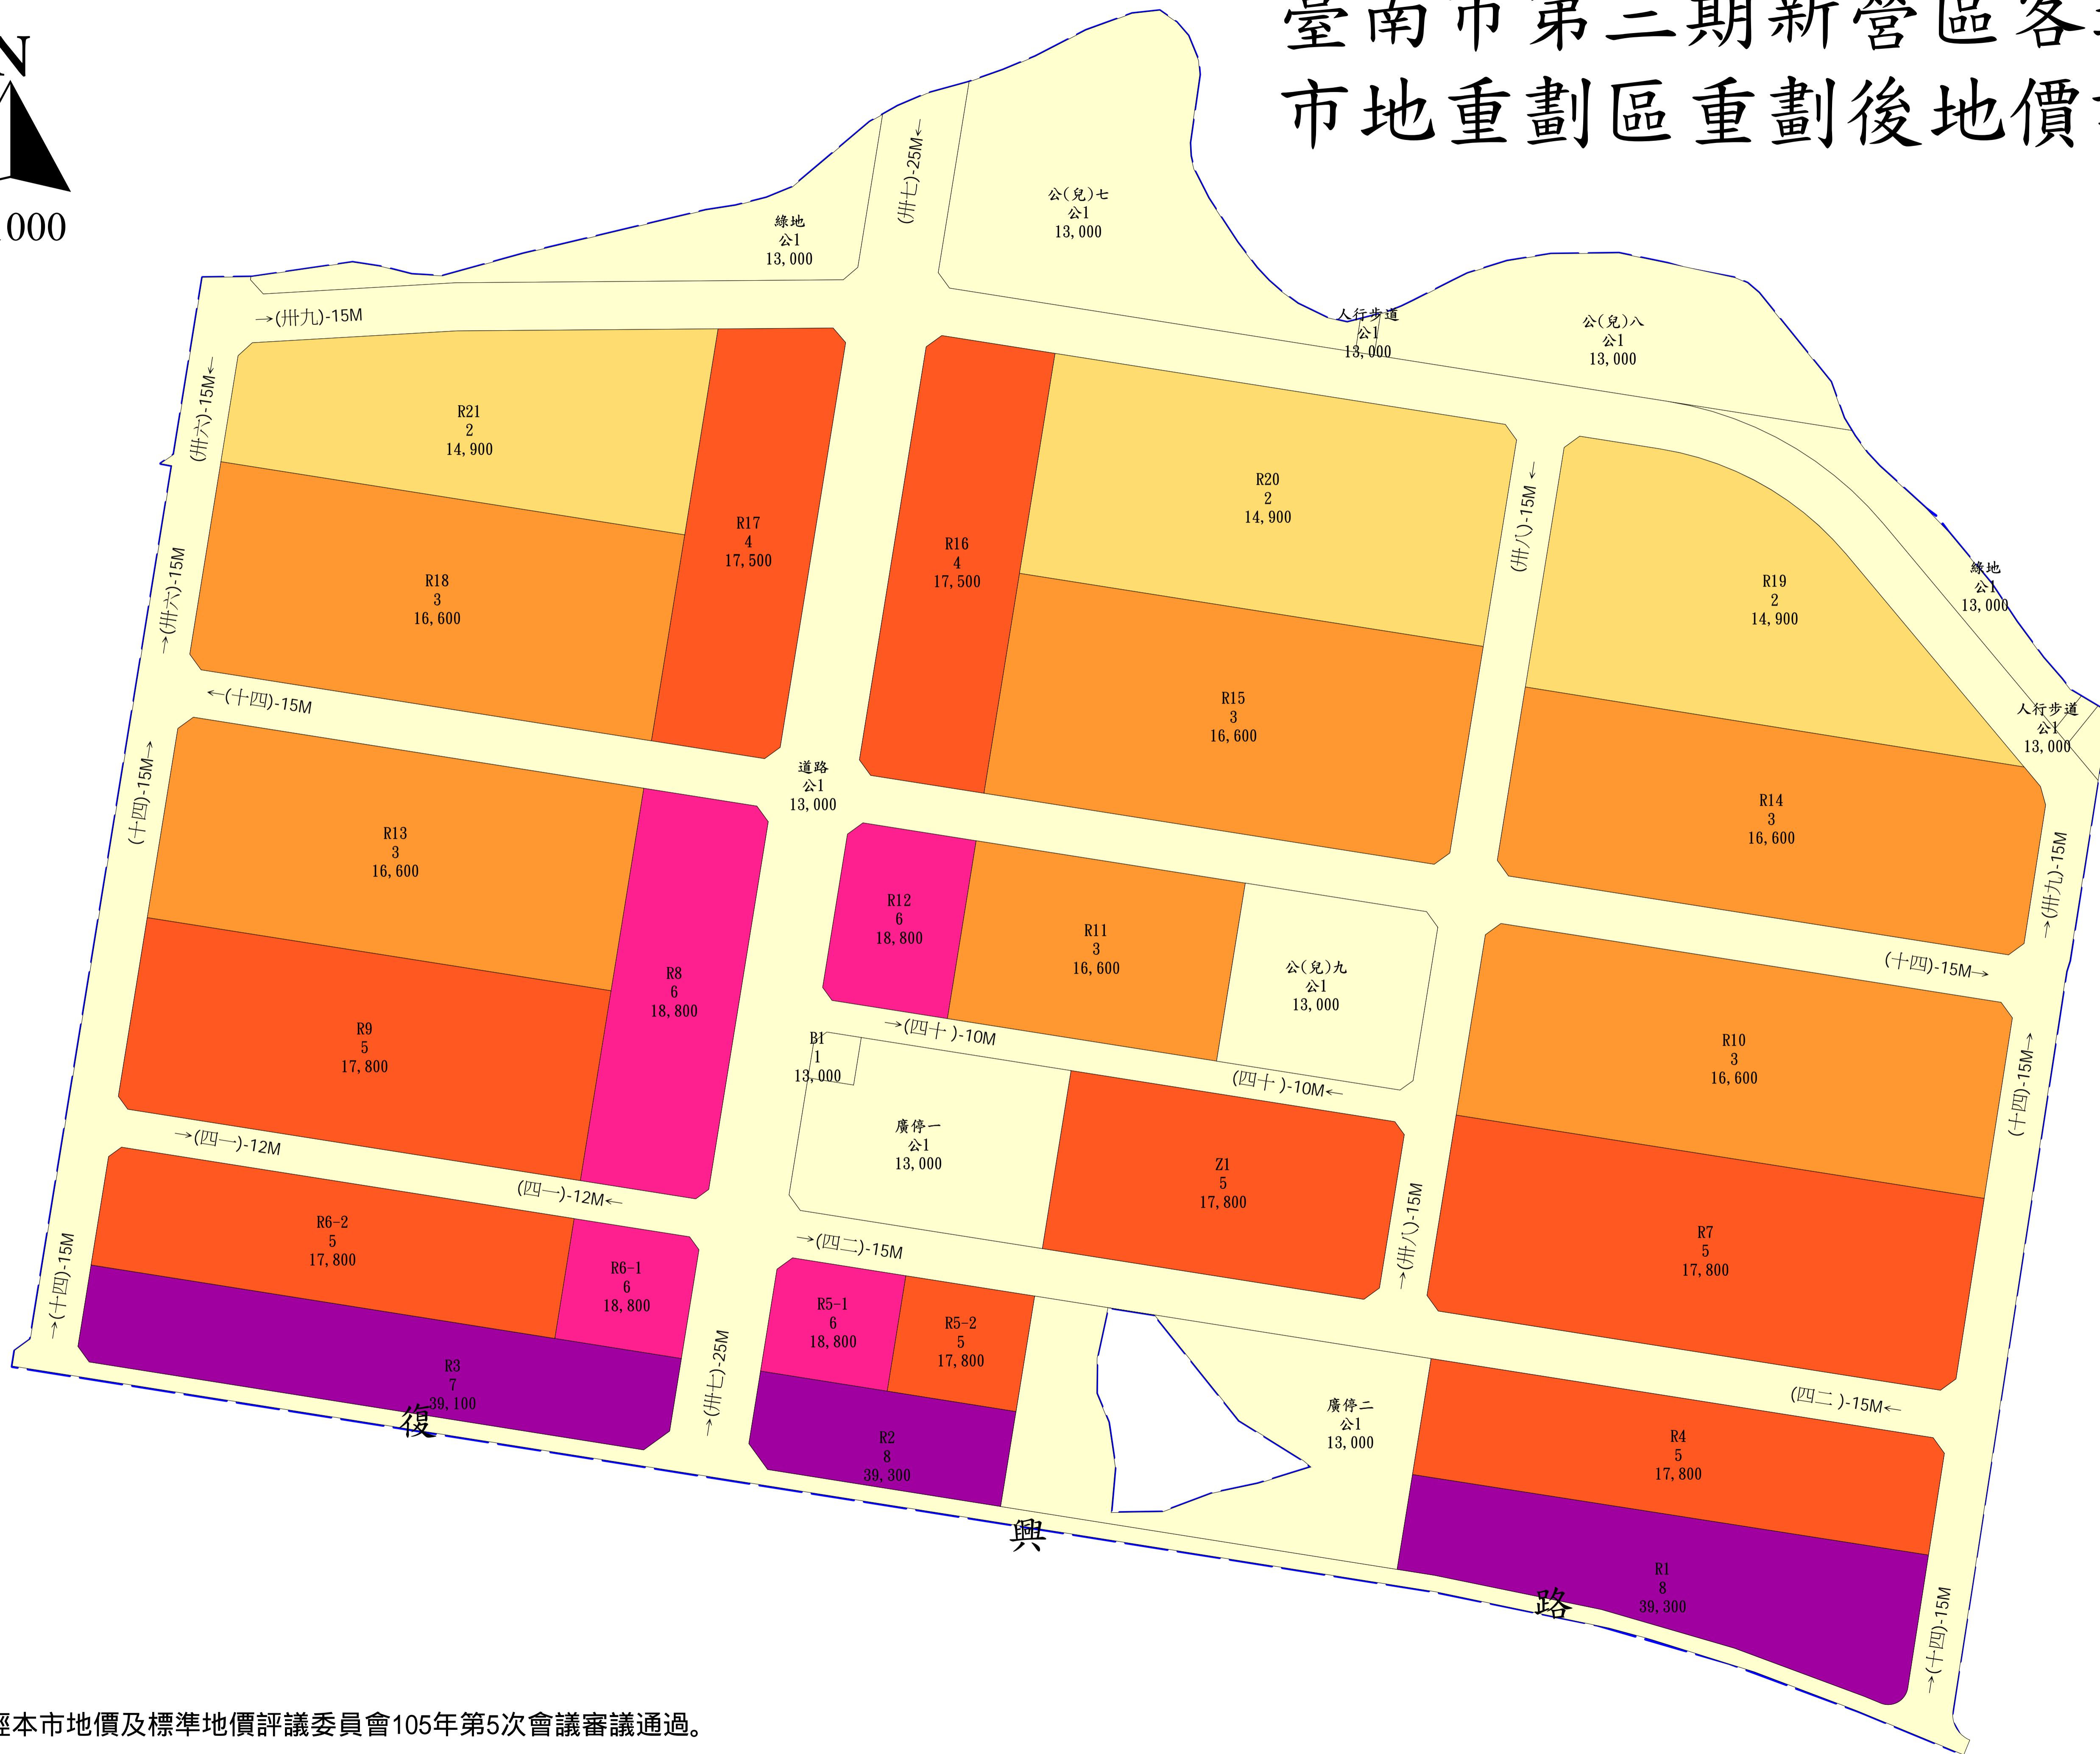 臺南市第三期新營區客
市地重劃區重劃後地價
N
000
(卅七)-25M←
公(兒)七
公1
13,000
綠地
公1
13,000
→(卅九)-15M
人行步道
公1
13,000
公(兒)八
公1
13,000
(卅六)-15M←
R21
2
14,900
R17
4
17,500
R16
4
17,500
R20
2
14,900
(卅八)-15M←
R19
2
14,900
綠地
公1
13,000
→(卅六)-15M
R18
3
16,600
R15
3
16,600
人行步道
公1
13,000
←(十四)-15M
(十四)-15M→
道路
公1
13,000
R14
3
16,600
→(卅九)-15M
R13
3
16,600
R8
6
18,800
R12
6
18,800
R11
3
16,600
公(兒)九
公1
13,000
(十四)-15M→
R9
5
17,800
→(四十)-10M
B1
1
13,000
(四十)-10M←
R10
3
16,600
(十四)-15M→
廣停一
公1
13,000
Z1
5
17,800
→(四一)-12M
(四一)-12M←
→(卅八)-15M
R7
5
17,800
R6-2
5
17,800
→(四二)-15M
→(十四)-15M
R6-1
6
18,800
R5-1
6
18,800
R5-2
5
17,800
→(卅七)-25M
R3
7
39,100
廣停二
公1
13,000
(四二)-15M←
R2
8
39,300
R4
5
17,800
復
興
路
R1
8
39,300
→(十四)-15M
經本市地價及標準地價評議委員會105年第5次會議審議通過。